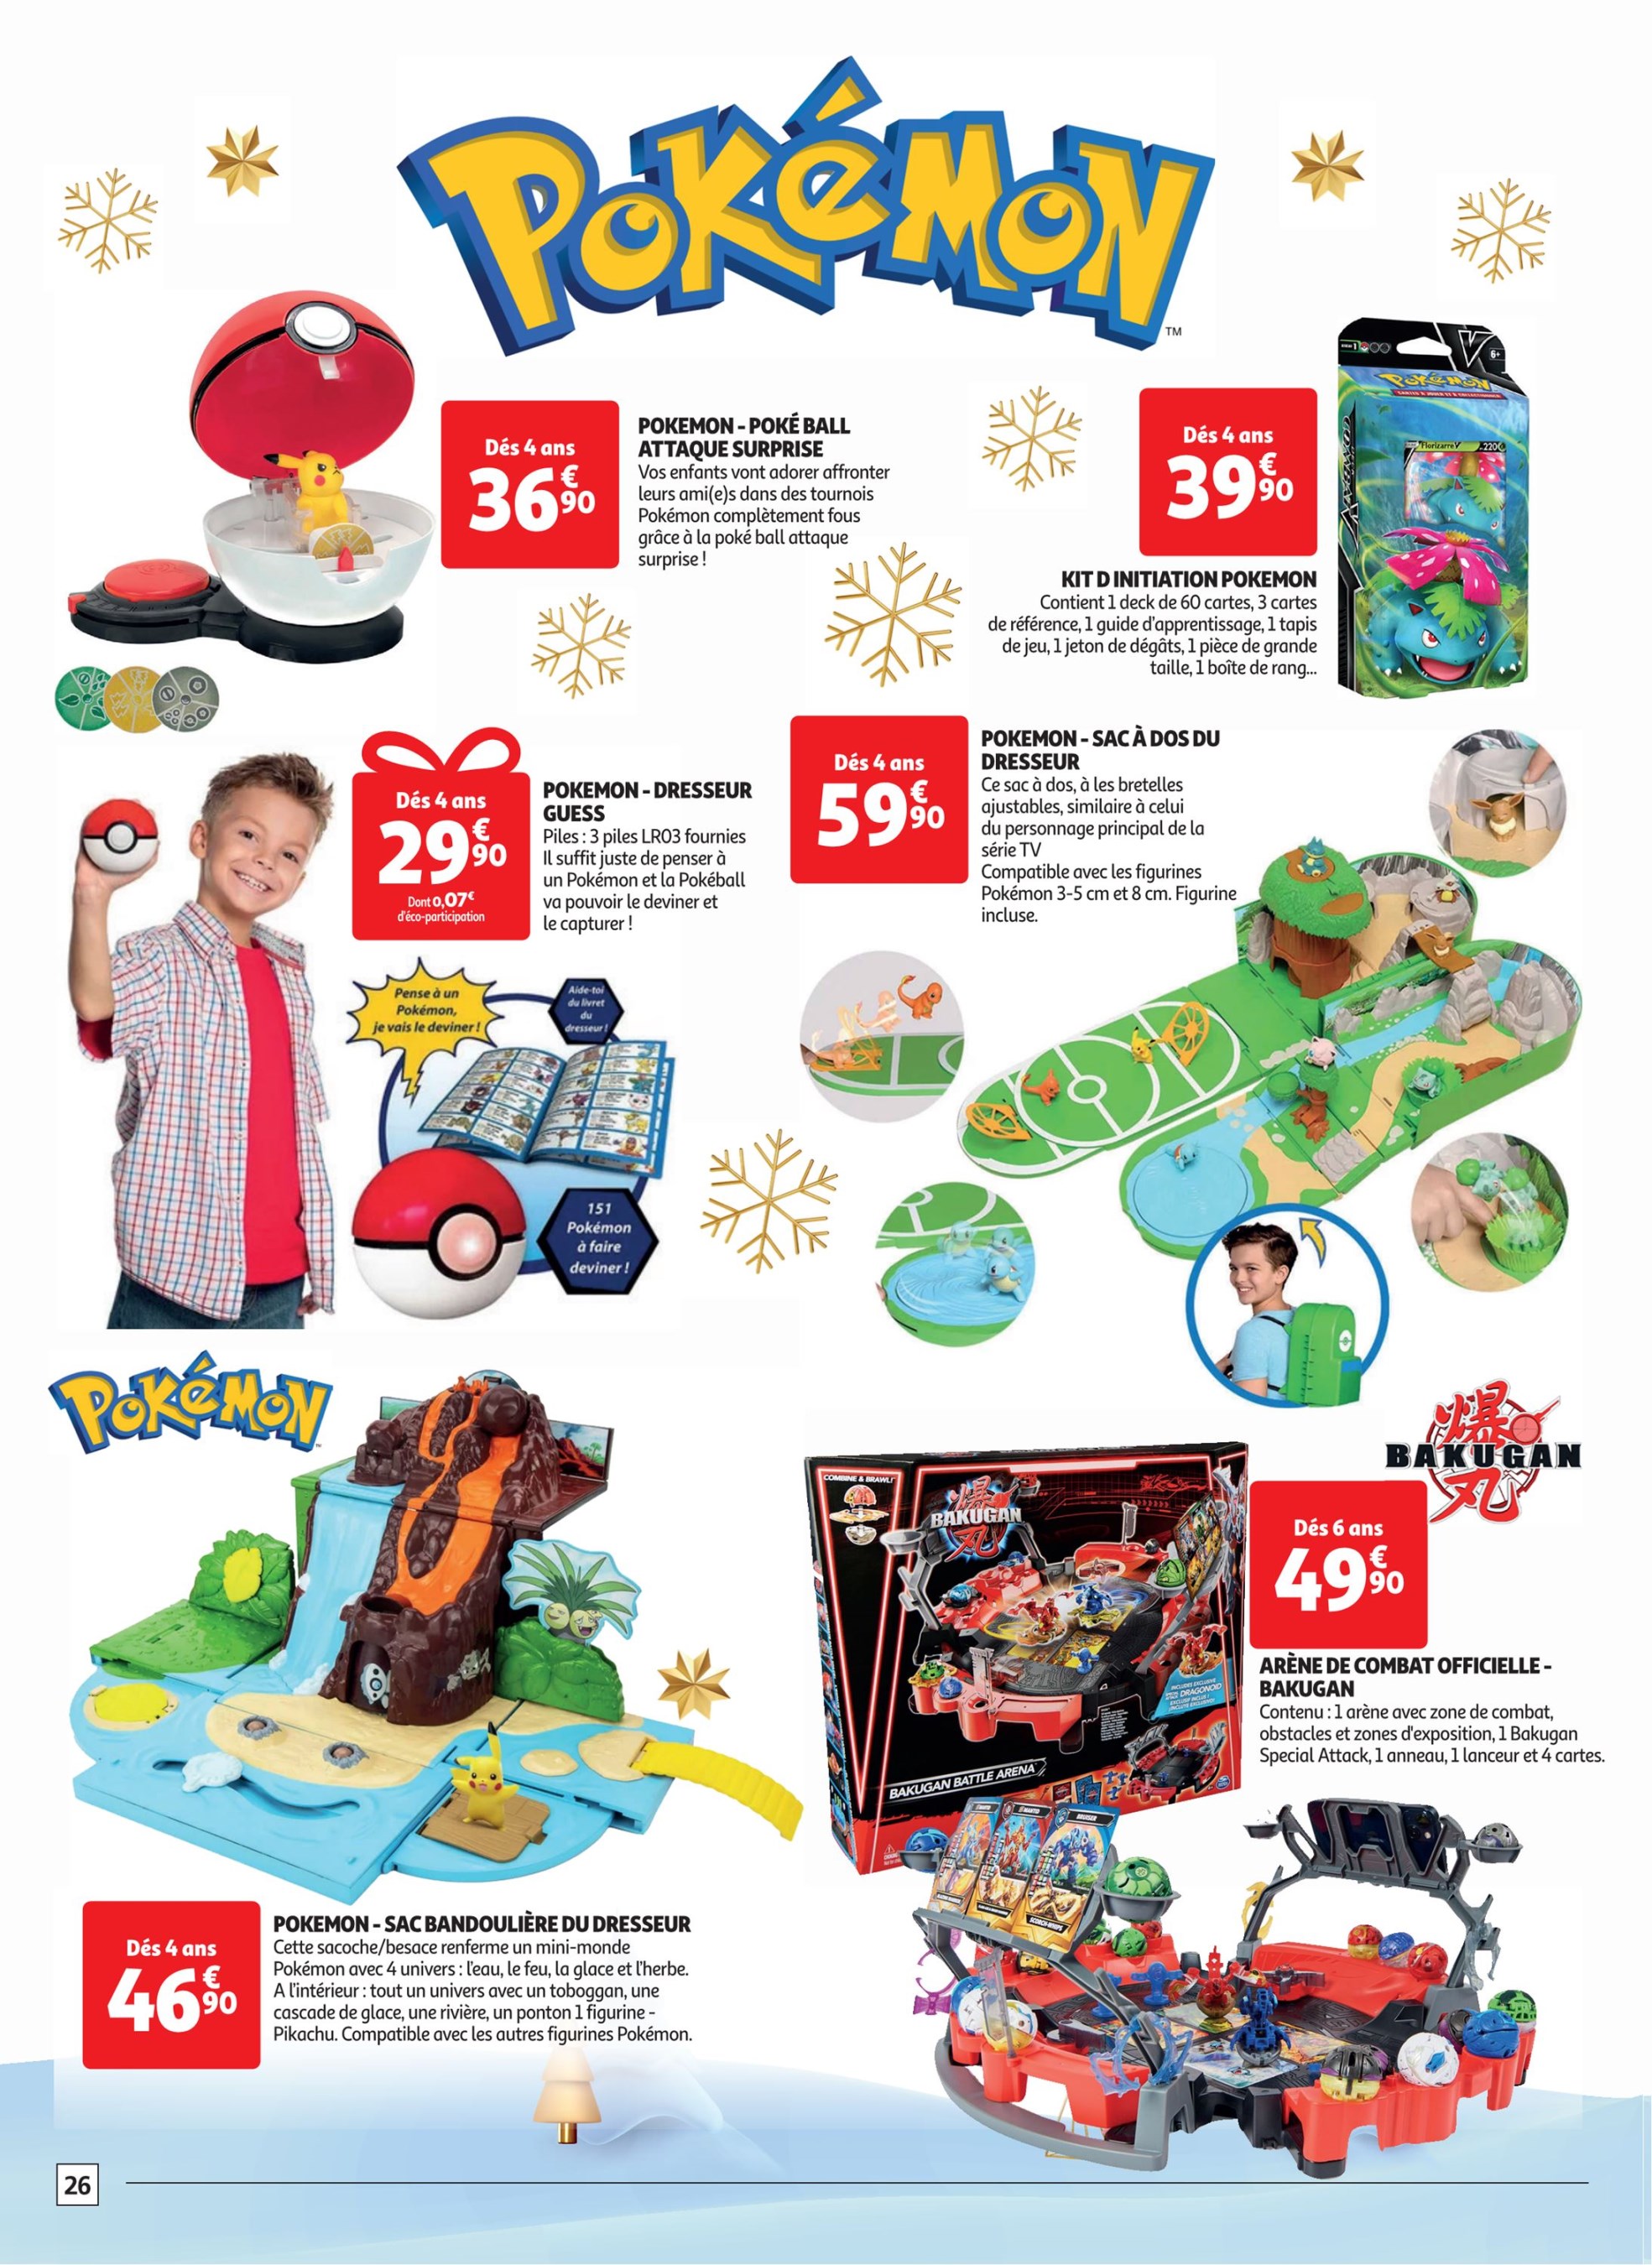 POKÉMON
TM
Dés 4 ans
36€90
POKEMON - POKÉ BALL
ATTAQUE SURPRISE
Vos enfants vont adorer affronter
leurs ami(e)s dans des tournois
Pokémon complètement fous
grâce à la poké ball attaque
surprise !
Dés 4 ans
39€90
KIT D INITIATION POKEMON
Contient 1 deck de 60 cartes, 3 cartes
de référence, 1 guide d'apprentissage, 1 tapis
de jeu, 1 jeton de dégâts, 1 pièce de grande
taille, 1 boîte de rang...
V
6+
POKÉMON
Florizarre V
220
Dés 4 ans
29€90
Dont 0,07€
d'éco-participation
POKEMON - DRESSEUR
GUESS
Piles : 3 piles LR03 fournies
Il suffit juste de penser à
un Pokémon et la Pokéball
va pouvoir le deviner et
le capturer !
Pense à un
Pokémon,
je vais le deviner !
Aide-toi
du livret
du
dresseur !
151
Pokémon
à faire
deviner !
Dés 4 ans
59€90
POKEMON - SAC À DOS DU
DRESSEUR
Ce sac à dos, à les bretelles
ajustables, similaire à celui
du personnage principal de la
série TV
Compatible avec les figurines
Pokémon 3-5 cm et 8 cm. Figurine
incluse.
POKÉMON
Dés 4 ans
46€90
POKEMON - SAC BANDOULIÈRE DU DRESSEUR
Cette sacoche/besace renferme un mini-monde
Pokémon avec 4 univers : l'eau, le feu, la glace et l'herbe.
A l'intérieur : tout un univers avec un toboggan, une
cascade de glace, une rivière, un ponton 1 figurine -
Pikachu. Compatible avec les autres figurines Pokémon.
爆
BAKUGAN
丸
COMBINE & BRAWL!
爆
BAKUGAN
丸
DRAGONOID
BAKUGAN BATTLE ARENA
Dés 6 ans
49€90
ARÈNE DE COMBAT OFFICIELLE -
BAKUGAN
Contenu : 1 arène avec zone de combat,
obstacles et zones d'exposition, 1 Bakugan
Special Attack, 1 anneau, 1 lanceur et 4 cartes.
26